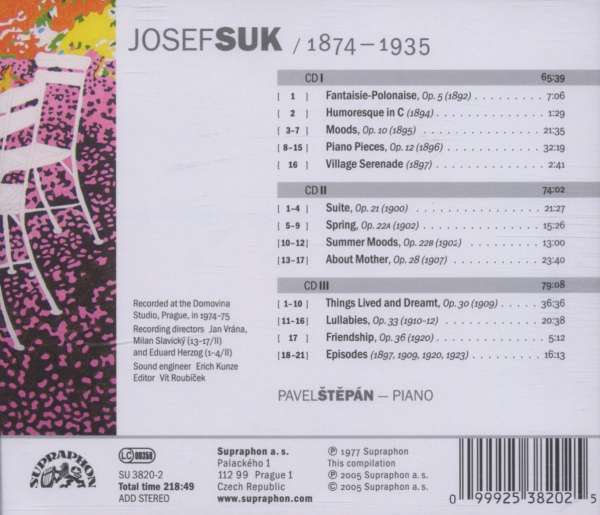 JOSEFSUK / 1874–1935
CD I 65:39
[ 1 ] Fantaisie-Polonaise, Op. 5 (1892) . . . . . . . . . . 7:06
[ 2 ] Humoresque in C (1894) . . . . . . . . . . 1:29
[ 3–7 ] Moods, Op. 10 (1895) . . . . . . . . . . 21:35
[ 8–15 ] Piano Pieces, Op. 12 (1896) . . . . . . . . . . 32:19
[ 16 ] Village Serenade (1897) . . . . . . . . . . 2:41
CD II 74:02
[ 1–4 ] Suite, Op. 21 (1900) . . . . . . . . . . 21:27
[ 5–9 ] Spring, Op. 22A (1902) . . . . . . . . . . 15:26
[10–12] Summer Moods, Op. 22B (1902) . . . . . . . . . . 13:00
[13–17] About Mother, Op. 28 (1907) . . . . . . . . . . 23:40
CD III 79:08
[ 1–10 ] Things Lived and Dreamt, Op. 30 (1909) . . . . . . . . . . 36:36
[11–16] Lullabies, Op. 33 (1910–12) . . . . . . . . . . 20:38
[ 17 ] Friendship, Op. 36 (1920) . . . . . . . . . . 5:12
[18–21] Episodes (1897, 1909, 1920, 1923) . . . . . . . . . . 16:13
Recorded at the Domovina
Studio, Prague, in 1974-75
Recording directors Jan Vrána,
Milan Slavický (13-17/II)
and Eduard Herzog (1-4/II)
Sound engineer Erich Kunze
Editor Vít Roubíček
PAVELŠTĚPÁN – PIANO
SUPRAPHON
LC 00358
SU 3820-2
Total time 218:49
ADD STEREO
Supraphon a. s.
Palackého 1
112 99 Prague 1
Czech Republic
www.supraphon.com
℗ 1977 Supraphon
This compilation
℗ 2005 Supraphon a. s.
© 2005 Supraphon a. s.
0 99925 38202 5